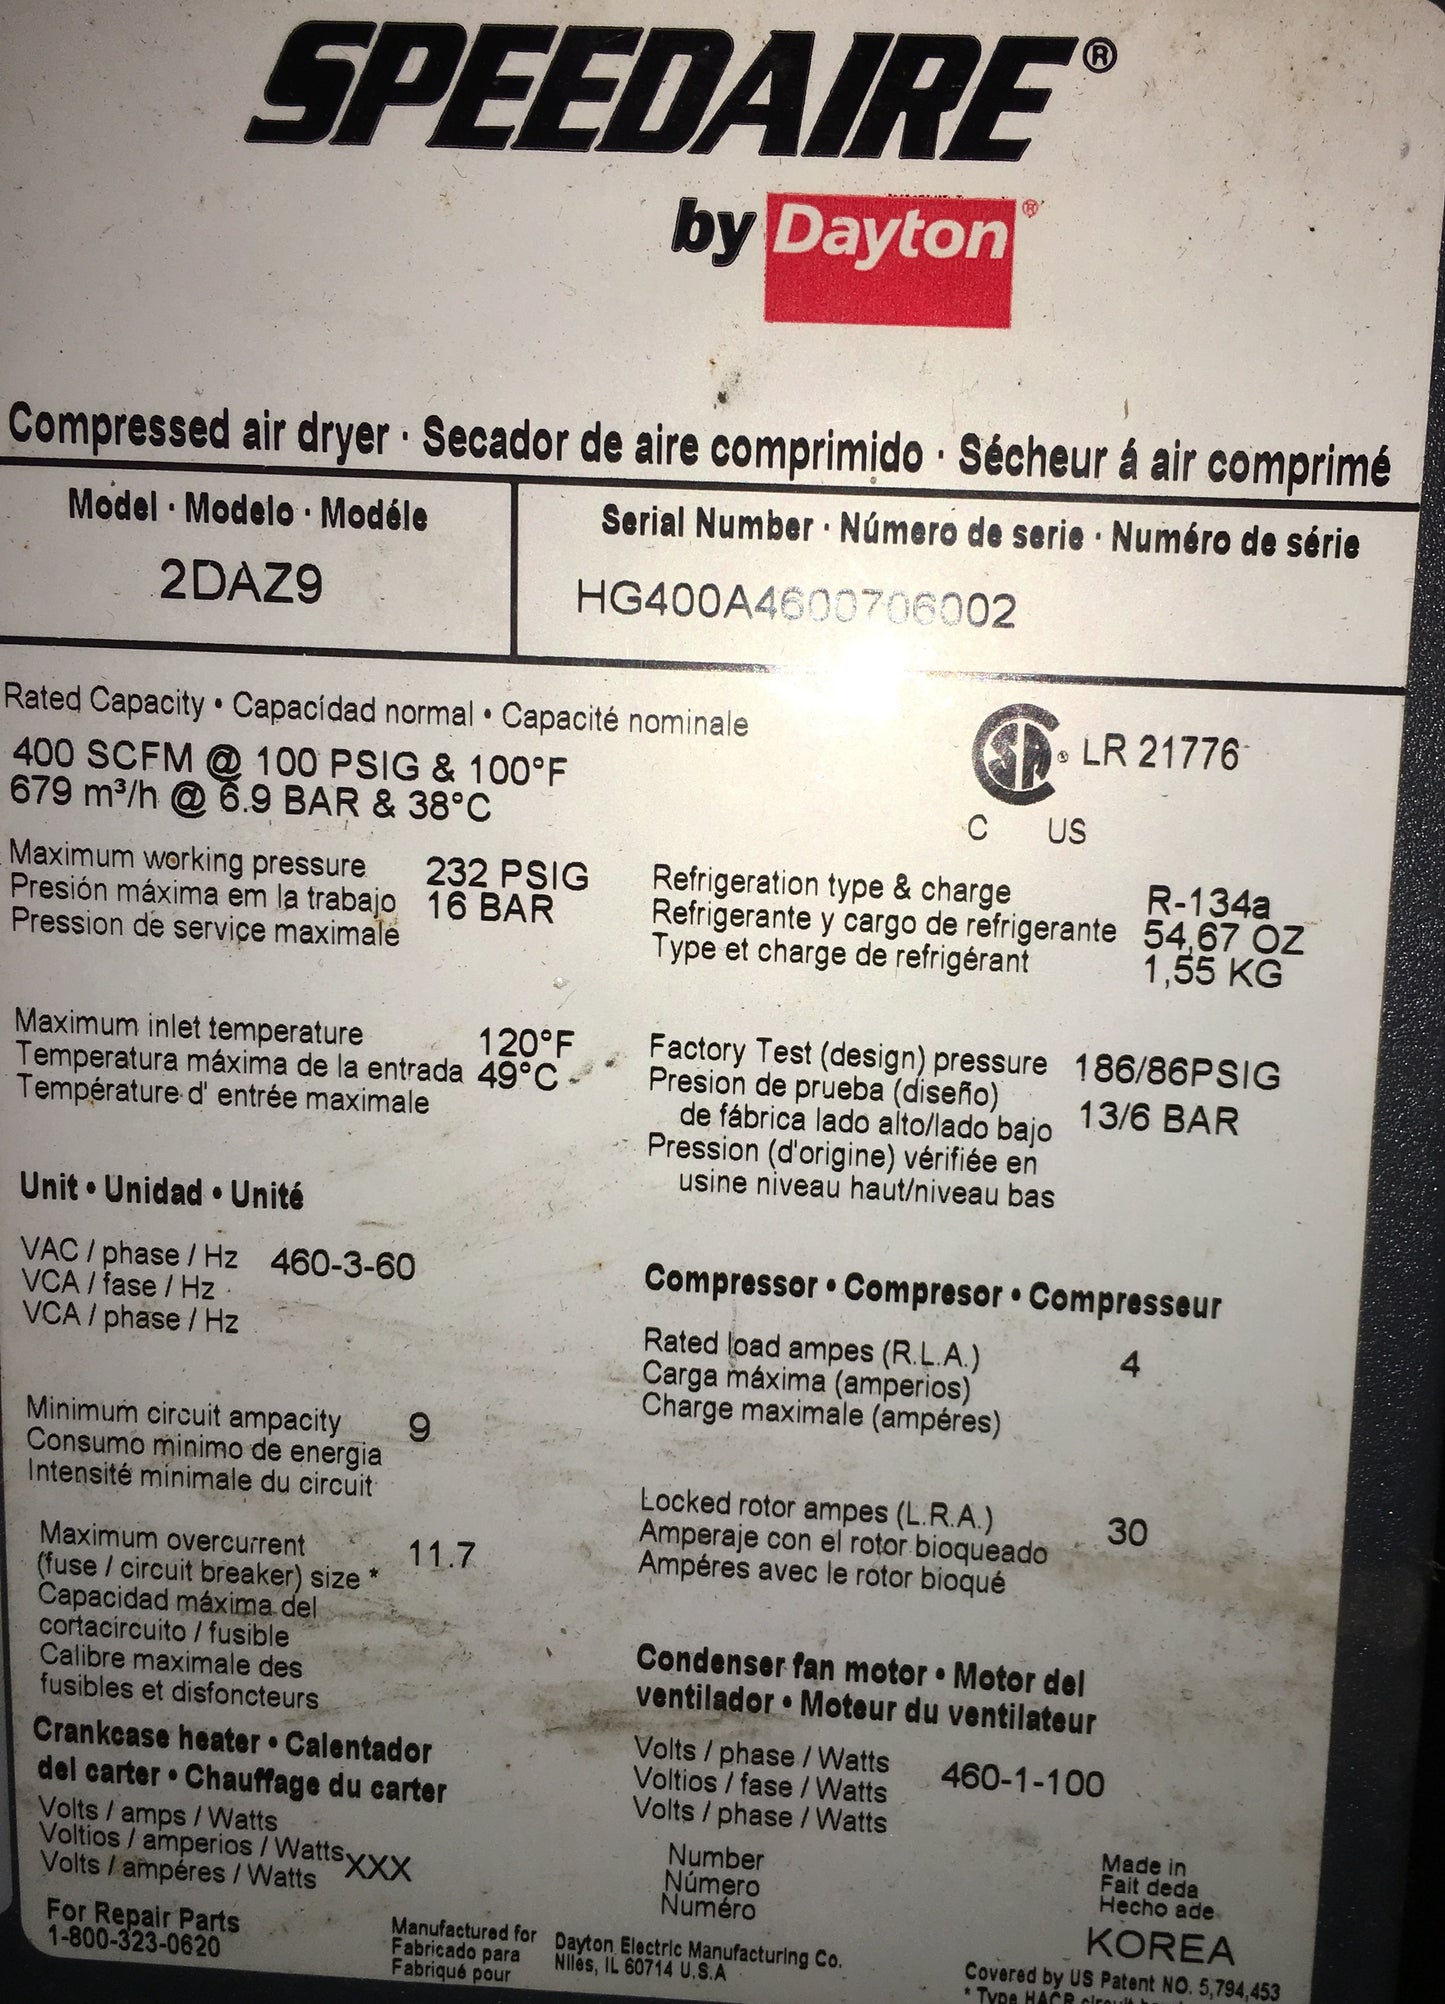 SPEEDAIRE®
by Dayton®
Compressed air dryer · Secador de aire comprimido · Sécheur á air comprimé
Model · Modelo · Modéle
2DAZ9
Serial Number · Número de serie · Numéro de série
HG400A4600706002
Rated Capacity • Capacídad normal • Capacité nominale
400 SCFM @ 100 PSIG & 100°F
679 m³/h @ 6.9 BAR & 38°C
SA® LR 21776
C US
Maximum working pressure 232 PSIG
Presión máxima em la trabajo 16 BAR
Pression de service maximale
Refrigeration type & charge R-134a
Refrigerante y cargo de refrigerante 54,67 OZ
Type et charge de refrigérant 1,55 KG
Maximum inlet temperature 120°F
Temperatura máxima de la entrada 49°C
Température d' entrée maximale
Factory Test (design) pressure 186/86PSIG
Presion de prueba (diseño)
de fábrica lado alto/lado bajo 13/6 BAR
Pression (d'origine) vérifiée en
usine niveau haut/niveau bas
Unit • Unidad • Unité
VAC / phase / Hz 460-3-60
VCA / fase / Hz
VCA / phase / Hz
Compressor • Compresor • Compresseur
Rated load ampes (R.L.A.) 4
Carga máxima (amperios)
Charge maximale (ampéres)
Minimum circuit ampacity 9
Consumo minimo de energia
Intensité minimale du circuit
Locked rotor ampes (L.R.A.) 30
Amperaje con el rotor bioqueado
Ampéres avec le rotor bioqué
Maximum overcurrent 11.7
(fuse / circuit breaker) size *
Capacidad máxima del
cortacircuito / fusible
Calibre maximale des
fusibles et disfoncteurs
Condenser fan motor • Motor del
ventilador • Moteur du ventilateur
Volts / phase / Watts 460-1-100
Voltios / fase / Watts
Volts / phase / Watts
Crankcase heater • Calentador
del carter • Chauffage du carter
Volts / amps / Watts
Voltios / amperios / Watts XXX
Volts / ampéres / Watts
Number
Número
Numéro
Made in
Fait deda
Hecho ade
KOREA
For Repair Parts
1-800-323-0620
Manufactured for
Fabricado para
Fabriqué pour
Dayton Electric Manufacturing Co.
Niles, IL 60714 U.S.A
Covered by US Patent NO. 5,794,453
* Type HACR circuit